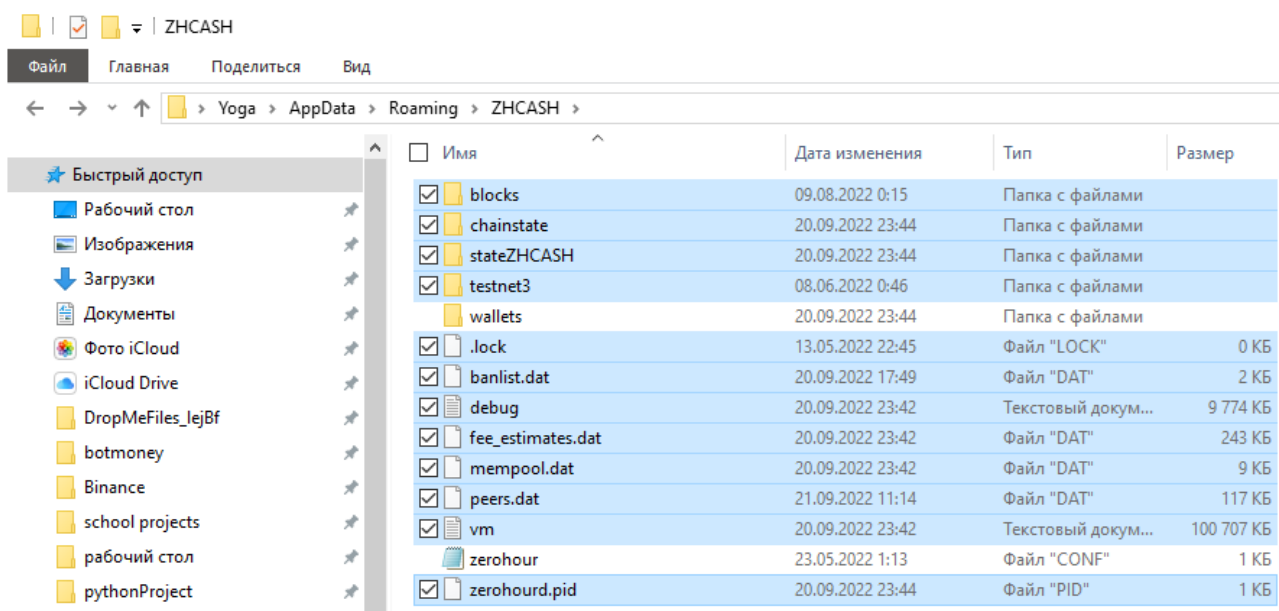 ZHCASH
Файл Главная Поделиться Вид
Yoga AppData Roaming ZHCASH
Имя Дата изменения Тип Размер
Быстрый доступ
Рабочий стол
Изображения
Загрузки
Документы
Фото iCloud
iCloud Drive
DropMeFiles_lejBf
botmoney
Binance
school projects
рабочий стол
pythonProject
blocks 09.08.2022 0:15 Папка с файлами
chainstate 20.09.2022 23:44 Папка с файлами
stateZHCASH 20.09.2022 23:44 Папка с файлами
testnet3 08.06.2022 0:46 Папка с файлами
wallets 20.09.2022 23:44 Папка с файлами
.lock 13.05.2022 22:45 Файл "LOCK" 0 КБ
banlist.dat 20.09.2022 17:49 Файл "DAT" 2 КБ
debug 20.09.2022 23:42 Текстовый докум... 9 774 КБ
fee_estimates.dat 20.09.2022 23:42 Файл "DAT" 243 КБ
mempool.dat 20.09.2022 23:42 Файл "DAT" 9 КБ
peers.dat 21.09.2022 11:14 Файл "DAT" 117 КБ
vm 20.09.2022 23:42 Текстовый докум... 100 707 КБ
zerohour 23.05.2022 1:13 Файл "CONF" 1 КБ
zerohourd.pid 20.09.2022 23:44 Файл "PID" 1 КБ